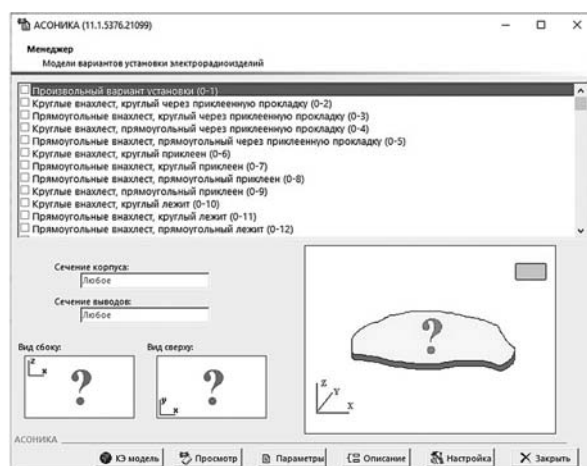 АСОНИКА (11.1.5376.21099)
Менеджер
Модели вариантов установки электрорадиоизделий
Произвольный вариант установки (0-1)
Круглые внахлест, круглый через приклеенную прокладку (0-2)
Прямоугольные внахлест, круглый через приклеенную прокладку (0-3)
Круглые внахлест, прямоугольный через приклеенную прокладку (0-4)
Прямоугольные внахлест, прямоугольный через приклеенную прокладку (0-5)
Круглые внахлест, круглый приклеен (0-6)
Прямоугольные внахлест, круглый приклеен (0-7)
Прямоугольные внахлест, прямоугольный приклеен (0-8)
Круглые внахлест, прямоугольный приклеен (0-9)
Круглые внахлест, круглый лежит (0-10)
Прямоугольные внахлест, круглый лежит (0-11)
Прямоугольные внахлест, прямоугольный лежит (0-12)
Сечение корпуса:
Любое
Сечение выводов:
Любое
Вид сбоку: Вид сверху:
z x ? y x ?
? Z Y X
АСОНИКА
КЭ модель Просмотр Параметры Описание Настройка Закрыть